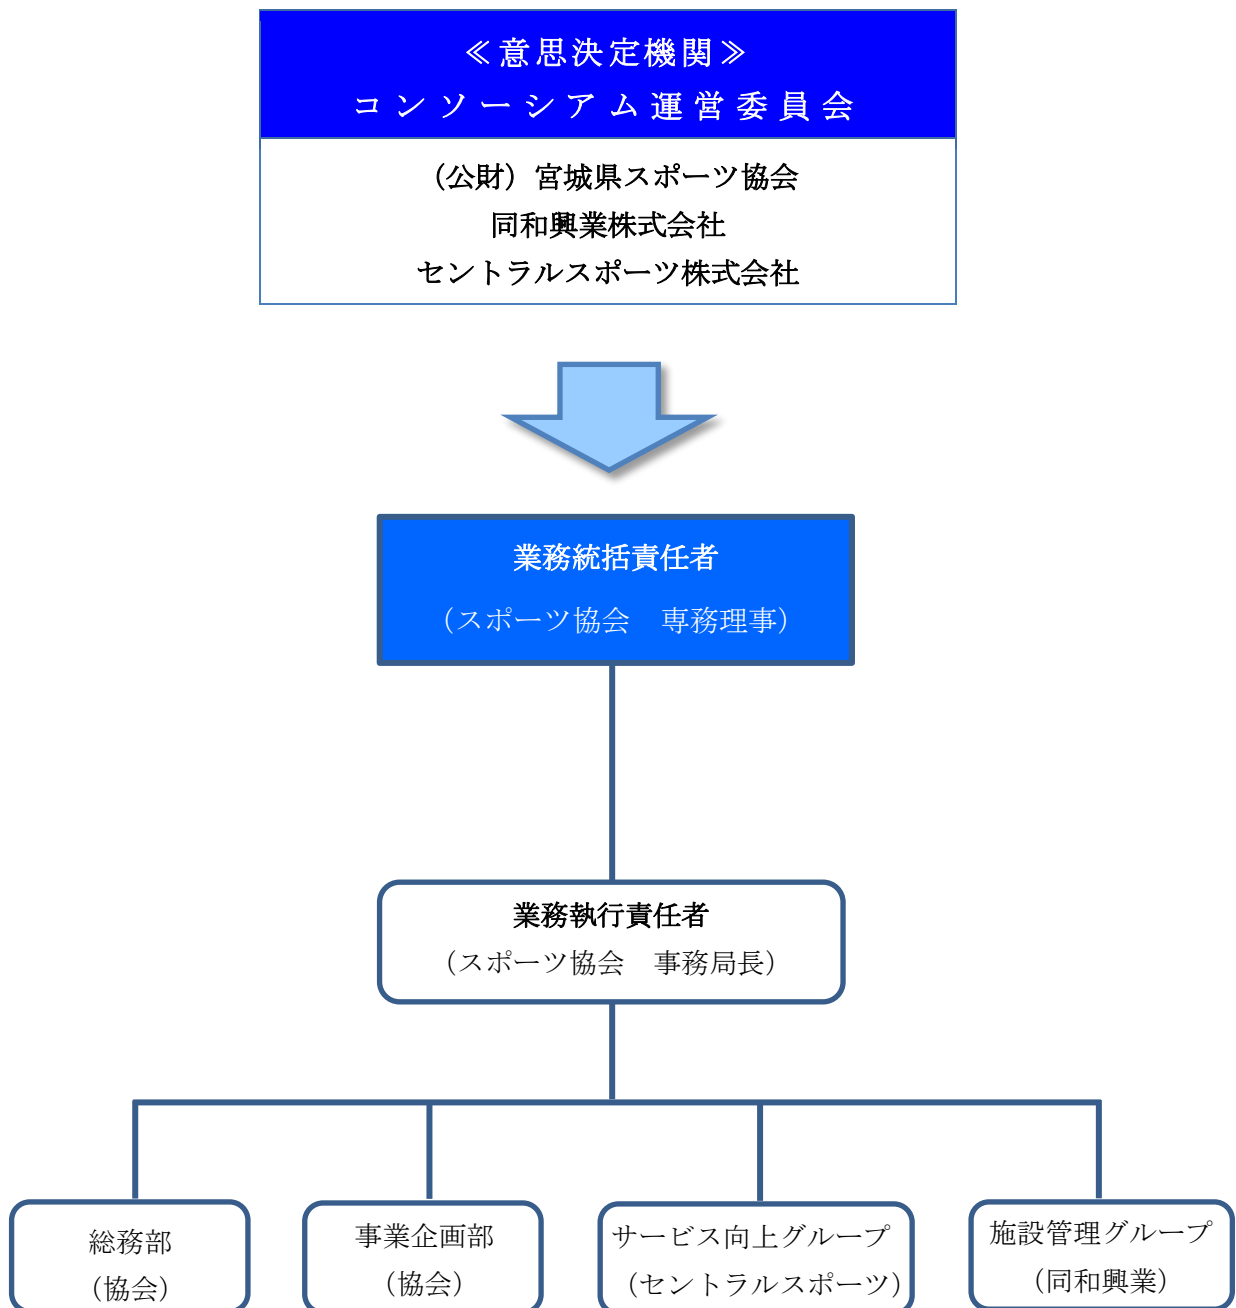 ≪意思決定機関≫
コンソーシアム運営委員会
（公財）宮城県スポーツ協会
同和興業株式会社
セントラルスポーツ株式会社
業務統括責任者
（スポーツ協会　専務理事）
業務執行責任者
（スポーツ協会　事務局長）
総務部
（協会）
事業企画部
（協会）
サービス向上グループ
（セントラルスポーツ）
施設管理グループ
（同和興業）